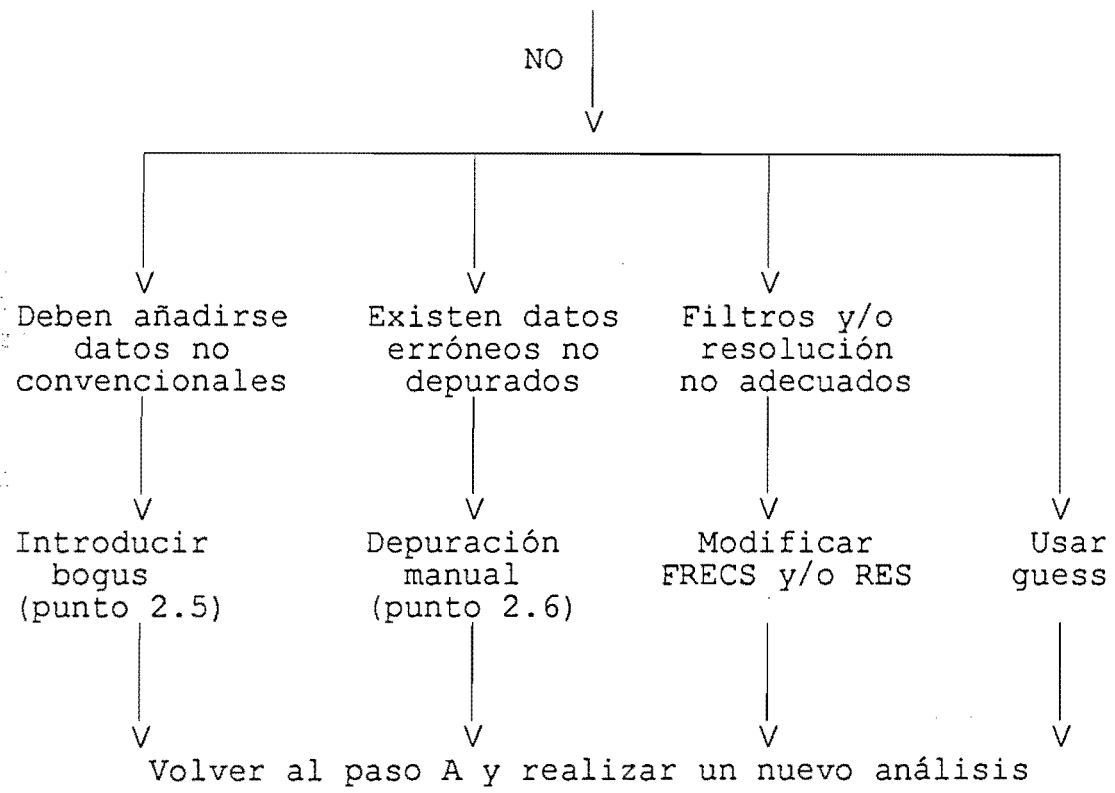 NO
Deben añadirse
datos no
convencionales
Existen datos
erróneos no
depurados
Filtros y/o
resolución
no adecuados
Introducir
bogus
(punto 2.5)
Depuración
manual
(punto 2.6)
Modificar
FRECS y/o RES
Usar
guess
Volver al paso A y realizar un nuevo análisis